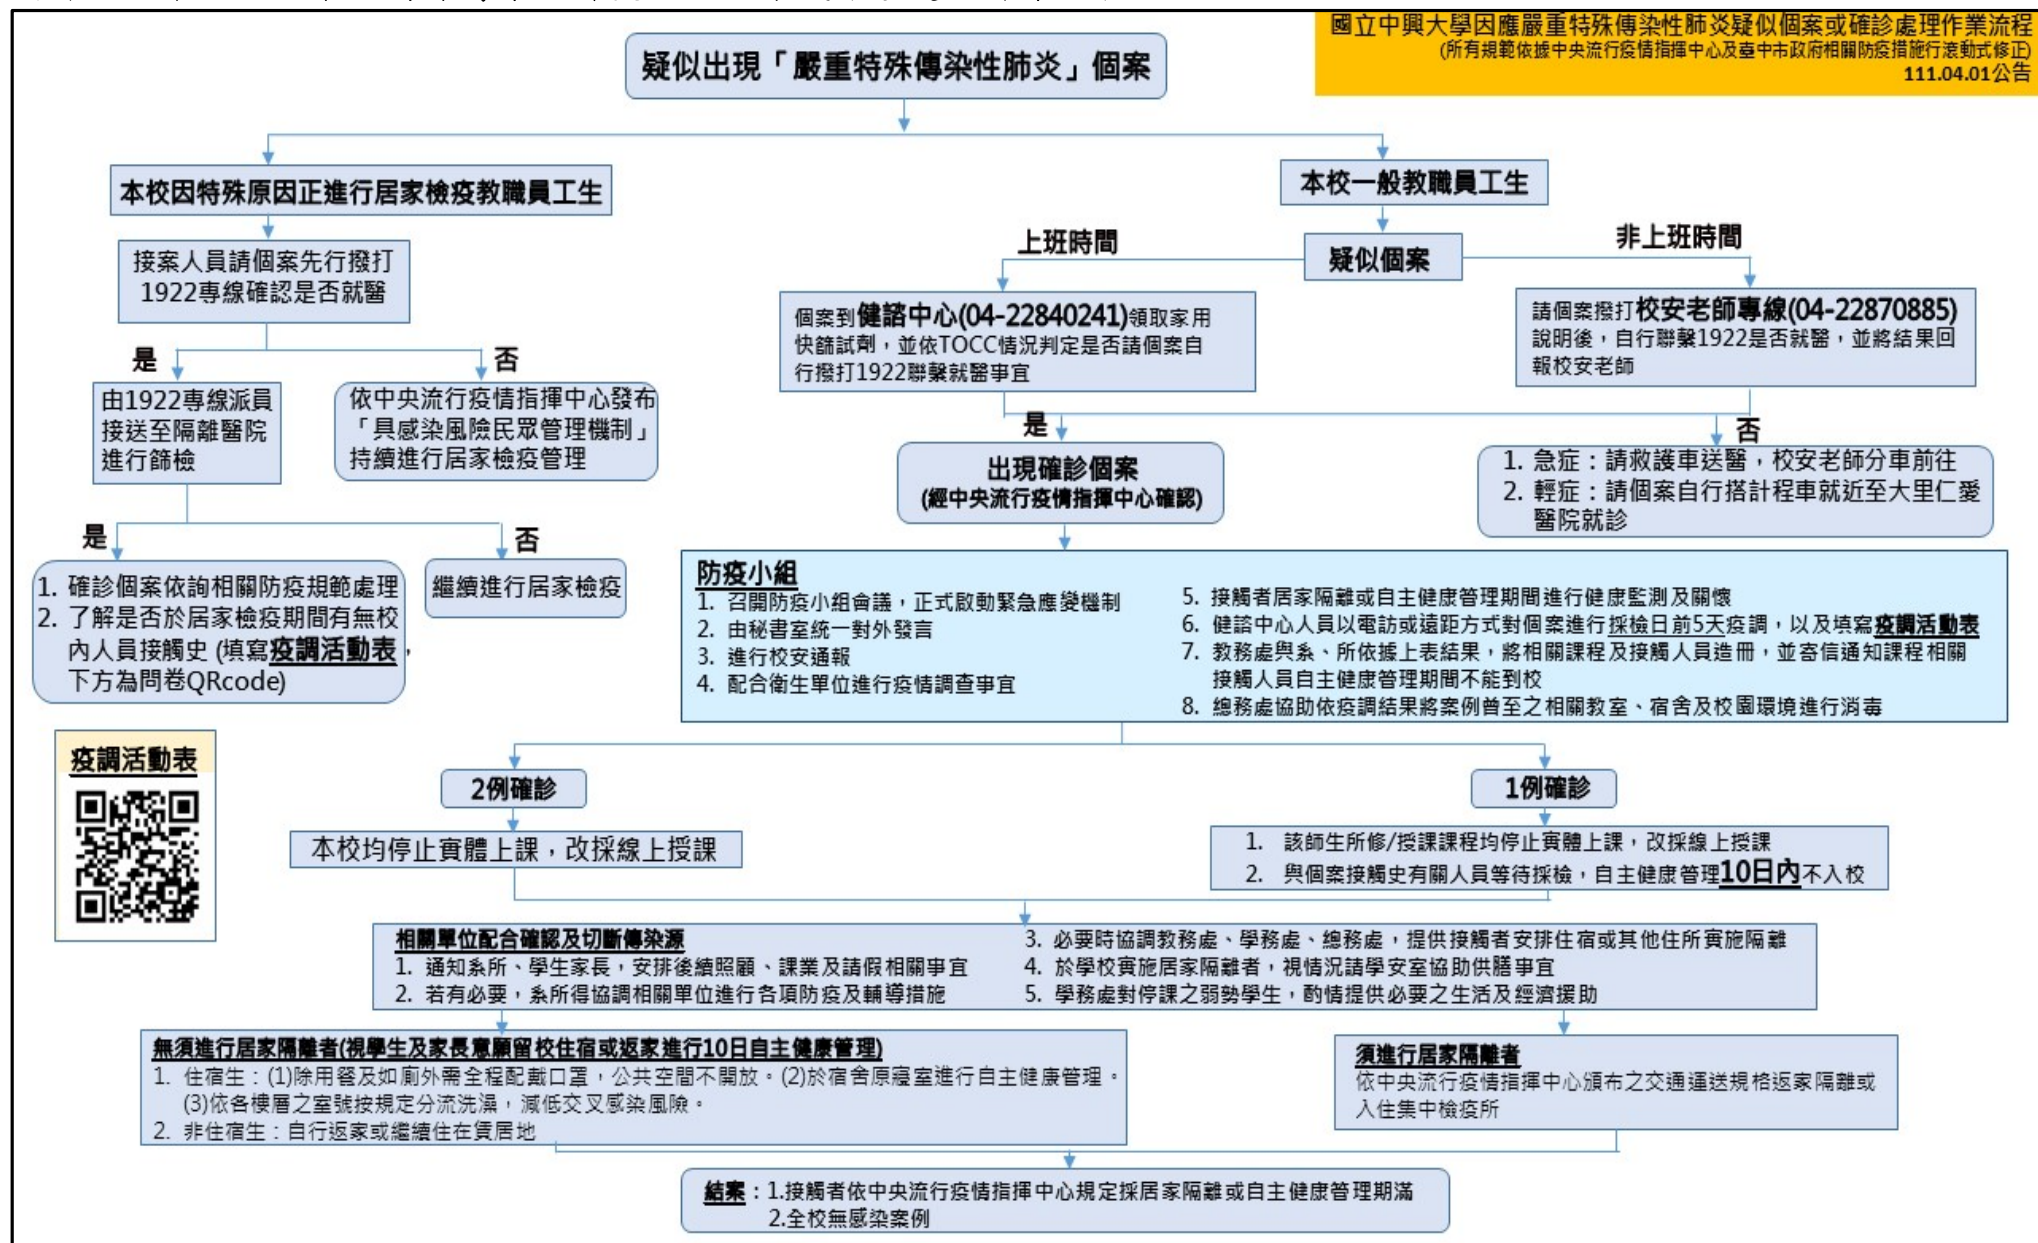 國立中興大學因應嚴重特殊傳染性肺炎疑似個案或確診處理作業流程
(所有規範依據中央流行疫情指揮中心及臺中市政府相關防疫措施行滾動式修正)
111.04.01公告
疑似出現「嚴重特殊傳染性肺炎」個案
本校因特殊原因正進行居家檢疫教職員工生
接案人員請個案先行撥打
1922專線確認是否就醫
是
否
由1922專線派員
接送至隔離醫院
進行篩檢
依中央流行疫情指揮中心發布
「具感染風險民眾管理機制」
持續進行居家檢疫管理
是
否
1. 確診個案依詢相關防疫規範處理
2. 了解是否於居家檢疫期間有無校
內人員接觸史 (填寫疫調活動表，
下方為問卷QRcode)
繼續進行居家檢疫
疫調活動表
本校一般教職員工生
疑似個案
上班時間
非上班時間
個案到健諮中心(04-22840241)領取家用
快篩試劑，並依TOCC情況判定是否請個案自
行撥打1922聯繫就醫事宜
請個案撥打校安老師專線(04-22870885)
說明後，自行聯繫1922是否就醫，並將結果回
報校安老師
是
否
出現確診個案
(經中央流行疫情指揮中心確認)
1. 急症：請救護車送醫，校安老師分車前往
2. 輕症：請個案自行搭計程車就近至大里仁愛
醫院就診
防疫小組
1. 召開防疫小組會議，正式啟動緊急應變機制
2. 由秘書室統一對外發言
3. 進行校安通報
4. 配合衛生單位進行疫情調查事宜
5. 接觸者居家隔離或自主健康管理期間進行健康監測及關懷
6. 健諮中心人員以電訪或遠距方式對個案進行採檢日前5天疫調，以及填寫疫調活動表
7. 教務處與系、所依據上表結果，將相關課程及接觸人員造冊，並寄信通知課程相關
接觸人員自主健康管理期間不能到校
8. 總務處協助依疫調結果將案例曾至之相關教室、宿舍及校園環境進行消毒
2例確診
本校均停止實體上課，改採線上授課
1例確診
1. 該師生所修/授課課程均停止實體上課，改採線上授課
2. 與個案接觸史有關人員等待採檢，自主健康管理10日內不入校
相關單位配合確認及切斷傳染源
1. 通知系所、學生家長，安排後續照顧、課業及請假相關事宜
2. 若有必要，系所得協調相關單位進行各項防疫及輔導措施
3. 必要時協調教務處、學務處、總務處，提供接觸者安排住宿或其他住所實施隔離
4. 於學校實施居家隔離者，視情況請學安室協助供膳事宜
5. 學務處對停課之弱勢學生，酌情提供必要之生活及經濟援助
無須進行居家隔離者(視學生及家長意願留校住宿或返家進行10日自主健康管理)
1. 住宿生：(1)除用餐及如廁外需全程配戴口罩，公共空間不開放。(2)於宿舍原寢室進行自主健康管理。
(3)依各樓層之室號按規定分流洗澡，減低交叉感染風險。
2. 非住宿生：自行返家或繼續住在賃居地
須進行居家隔離者
依中央流行疫情指揮中心頒布之交通運送規格返家隔離或
入住集中檢疫所
結案：1.接觸者依中央流行疫情指揮中心規定採居家隔離或自主健康管理期滿
2.全校無感染案例